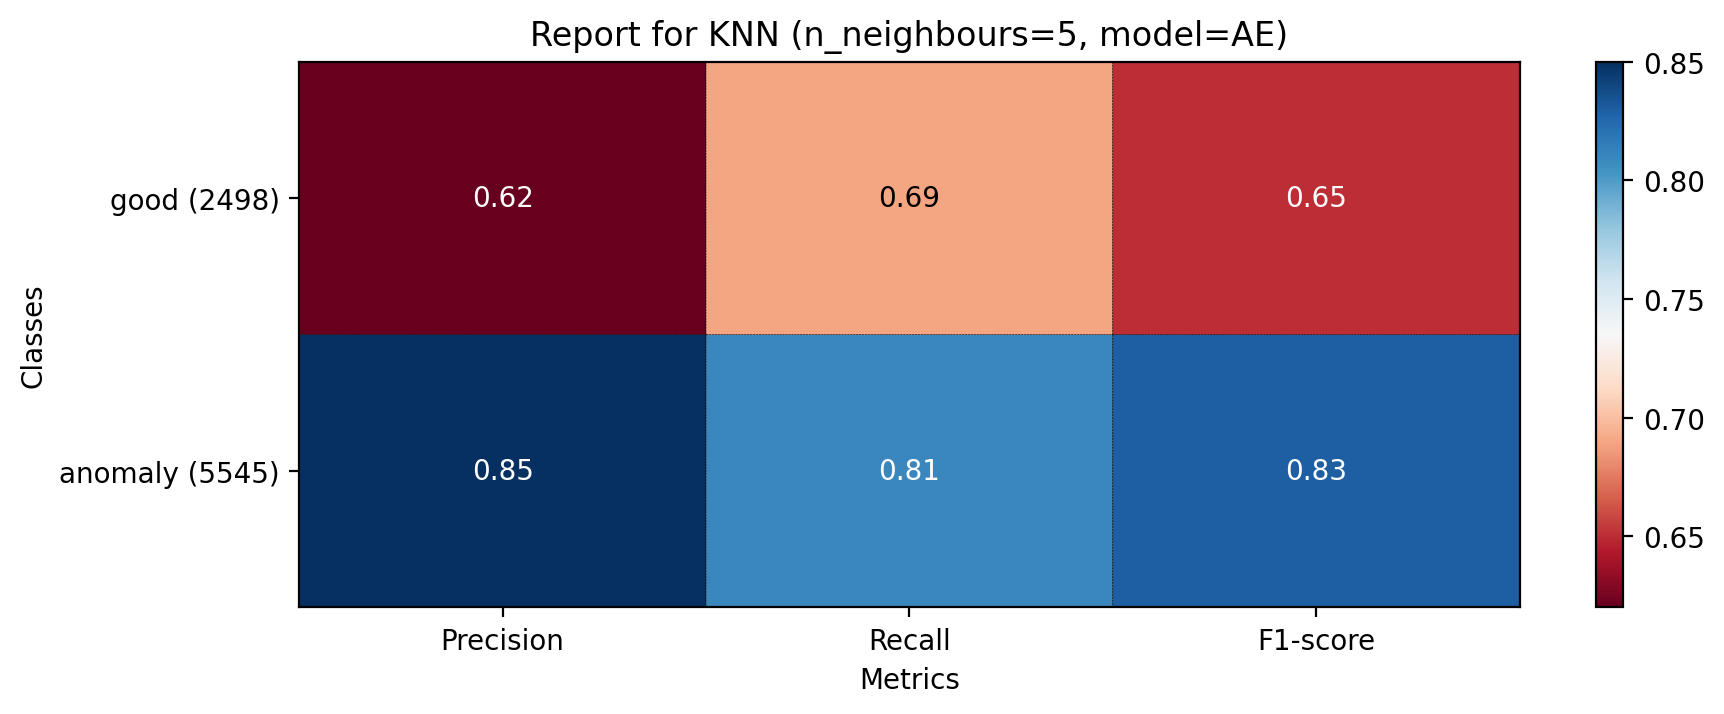 Report for KNN (n_neighbours=5, model=AE)
Classes
good (2498)
0.62 0.69 0.65
anomaly (5545)
0.85 0.81 0.83
Precision Recall F1-score
Metrics
0.85
0.80
0.75
0.70
0.65